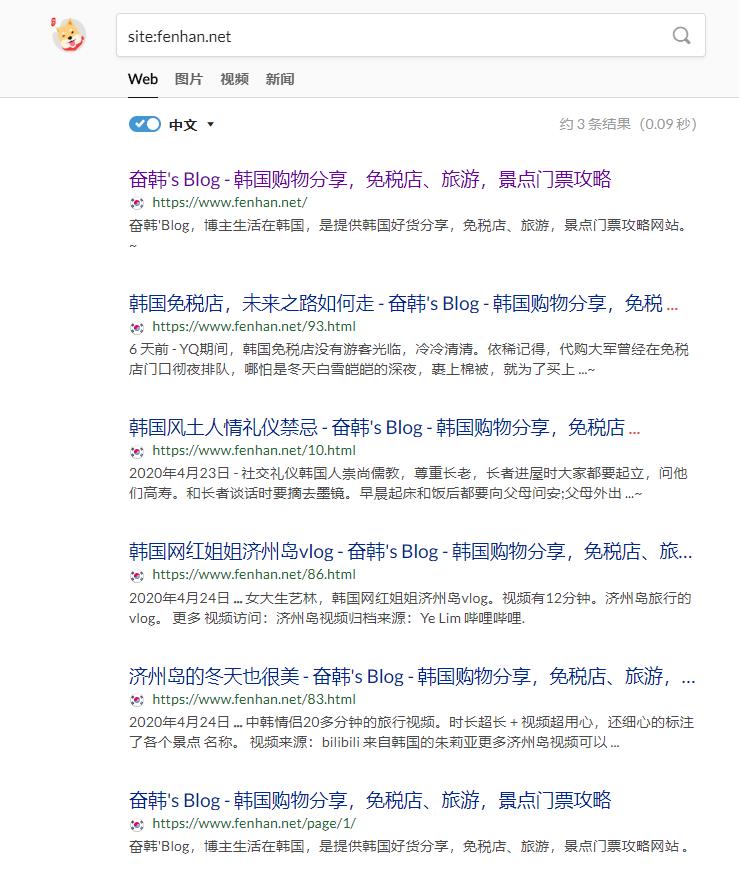 site:fenhan.net
Web 图片 视频 新闻
中文 约 3 条结果（0.09 秒）
奋韩's Blog - 韩国购物分享，免税店、旅游，景点门票攻略
https://www.fenhan.net/
奋韩'Blog，博主生活在韩国，是提供韩国好货分享，免税店、旅游，景点门票攻略网站。
~
韩国免税店，未来之路如何走 - 奋韩's Blog - 韩国购物分享，免税 ...
https://www.fenhan.net/93.html
6 天前 - YQ期间，韩国免税店没有游客光临，冷冷清清。依稀记得，代购大军曾经在免税
店门口彻夜排队，哪怕是冬天白雪皑皑的深夜，裹上棉被，就为了买上 ...~
韩国风土人情礼仪禁忌 - 奋韩's Blog - 韩国购物分享，免税店 ...
https://www.fenhan.net/10.html
2020年4月23日 - 社交礼仪韩国人崇尚儒教，尊重长老，长者进屋时大家都要起立，问他
们高寿。和长者谈话时要摘去墨镜。早晨起床和饭后都要向父母问安;父母外出 ...~
韩国网红姐姐济州岛vlog - 奋韩's Blog - 韩国购物分享，免税店、旅...
https://www.fenhan.net/86.html
2020年4月24日 ... 女大生艺林，韩国网红姐姐济州岛vlog。视频有12分钟。济州岛旅行的
vlog。 更多 视频访问：济州岛视频归档来源：Ye Lim 哔哩哔哩.
济州岛的冬天也很美 - 奋韩's Blog - 韩国购物分享，免税店、旅游，...
https://www.fenhan.net/83.html
2020年4月24日 ... 中韩情侣20多分钟的旅行视频。时长超长 + 视频超用心，还细心的标注
了各个景点 名称。 视频来源：bilibili 来自韩国的朱莉亚更多济州岛视频可以 ...
奋韩's Blog - 韩国购物分享，免税店、旅游，景点门票攻略
https://www.fenhan.net/page/1/
奋韩'Blog，博主生活在韩国，是提供韩国好货分享，免税店、旅游，景点门票攻略网站 。